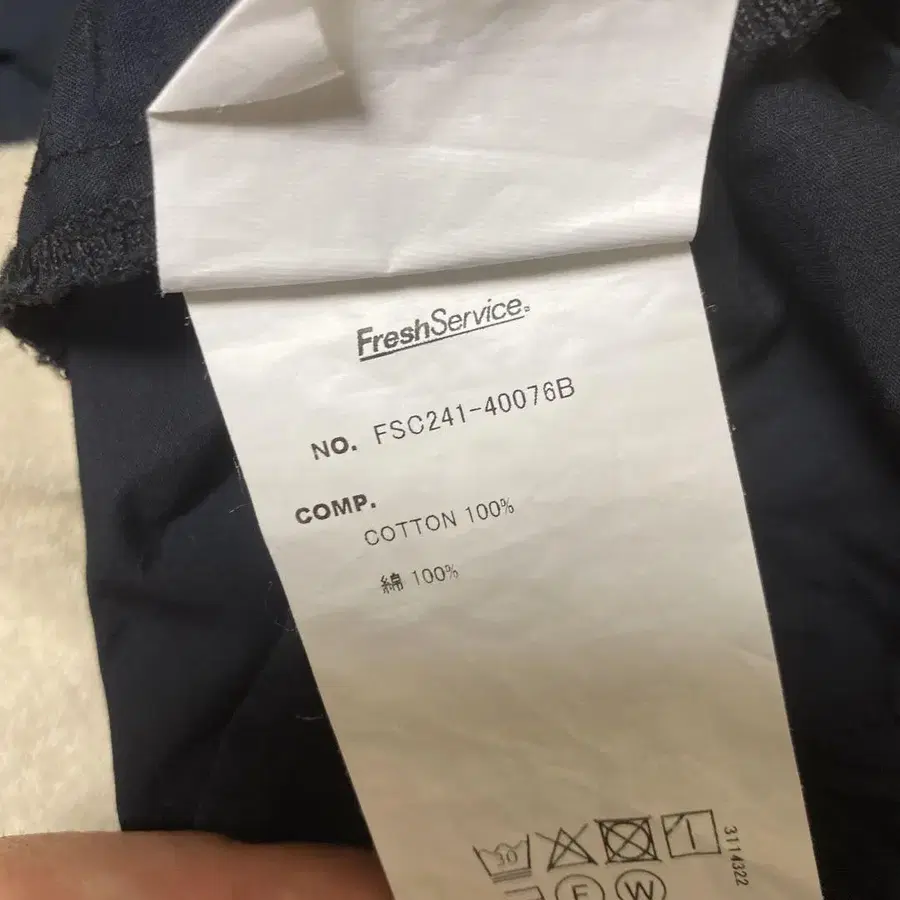 FreshService®
NO. FSC241-40076B
COMP.
COTTON 100%
綿 100%
30
3114322
F W